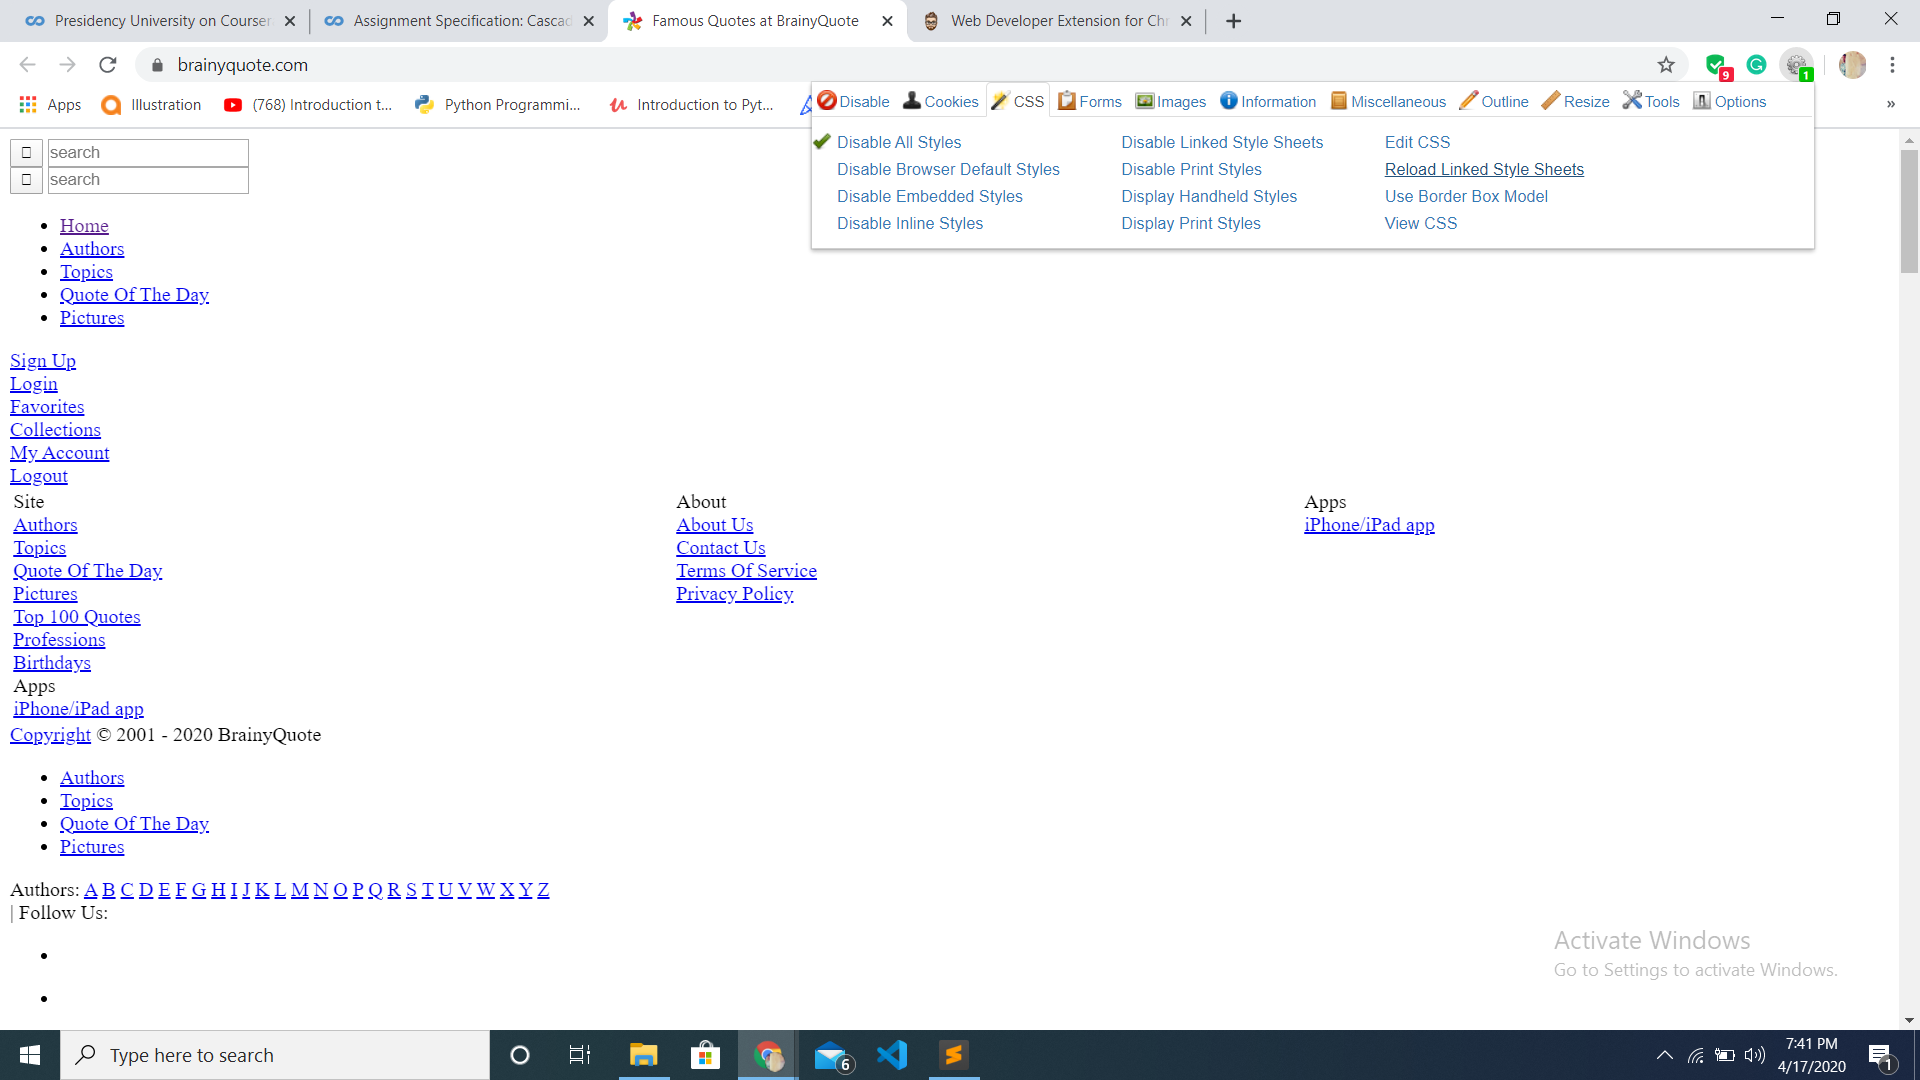 Presidency University on Courser
Assignment Specification: Cascad
Famous Quotes at BrainyQuote
Web Developer Extension for Chr
brainyquote.com
9
1
Apps
Illustration
(768) Introduction t...
Python Programmi...
Introduction to Pyt...
»
Disable
Cookies
CSS
Forms
Images
Information
Miscellaneous
Outline
Resize
Tools
Options
Disable All Styles
Disable Browser Default Styles
Disable Embedded Styles
Disable Inline Styles
Disable Linked Style Sheets
Disable Print Styles
Display Handheld Styles
Display Print Styles
Edit CSS
Reload Linked Style Sheets
Use Border Box Model
View CSS
search
search
Home
Authors
Topics
Quote Of The Day
Pictures
Sign Up
Login
Favorites
Collections
My Account
Logout
Site
Authors
Topics
Quote Of The Day
Pictures
Top 100 Quotes
Professions
Birthdays
Apps
iPhone/iPad app
About
About Us
Contact Us
Terms Of Service
Privacy Policy
Apps
iPhone/iPad app
Copyright © 2001 - 2020 BrainyQuote
Authors
Topics
Quote Of The Day
Pictures
Authors: A B C D E F G H I J K L M N O P Q R S T U V W X Y Z
| Follow Us:
Activate Windows
Go to Settings to activate Windows.
Type here to search
6
7:41 PM
4/17/2020
1